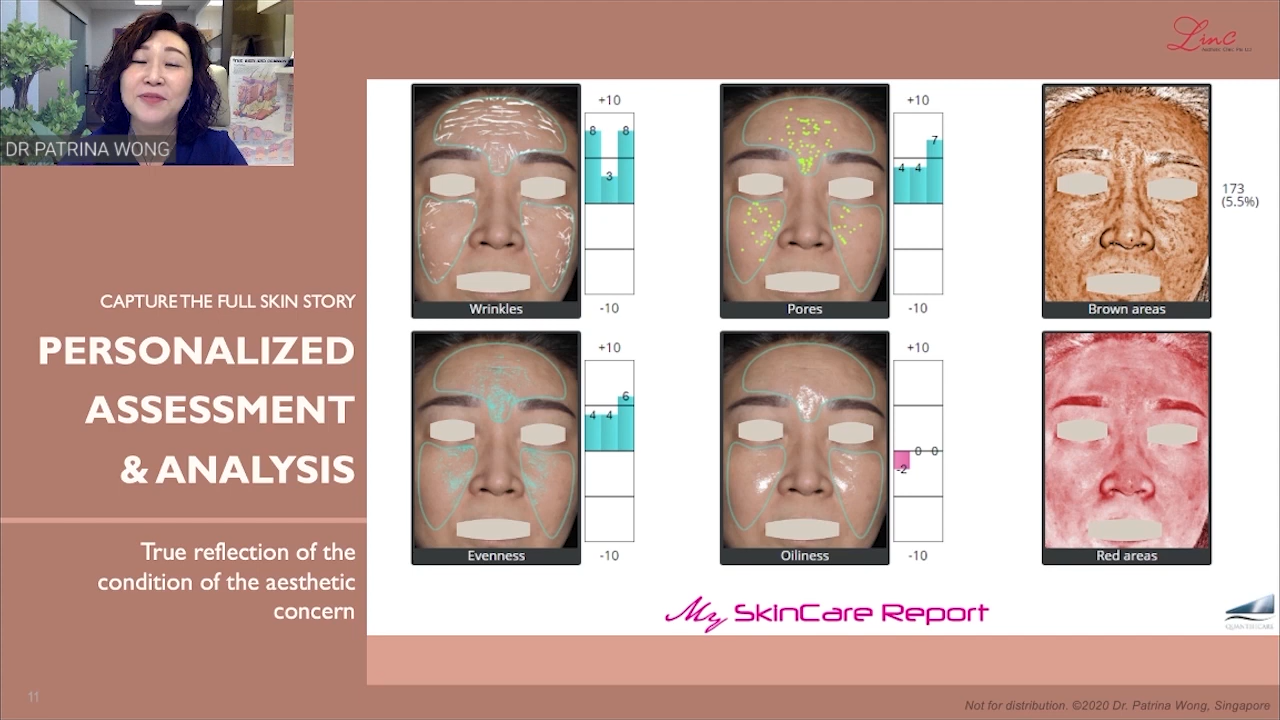 DR PATRINA WONG
Linc
CAPTURE THE FULL SKIN STORY
PERSONALIZED
ASSESSMENT
& ANALYSIS
True reflection of the
condition of the aesthetic
concern
11
+10
8 3 8
-10
Wrinkles
+10
4 4 7
-10
Pores
173
(5.5%)
Brown areas
+10
4 4 6
-10
Evenness
+10
-2 0 0
-10
Oiliness
Red areas
My SkinCare Report
QUANTIFICARE
Not for distribution. ©2020 Dr. Patrina Wong, Singapore